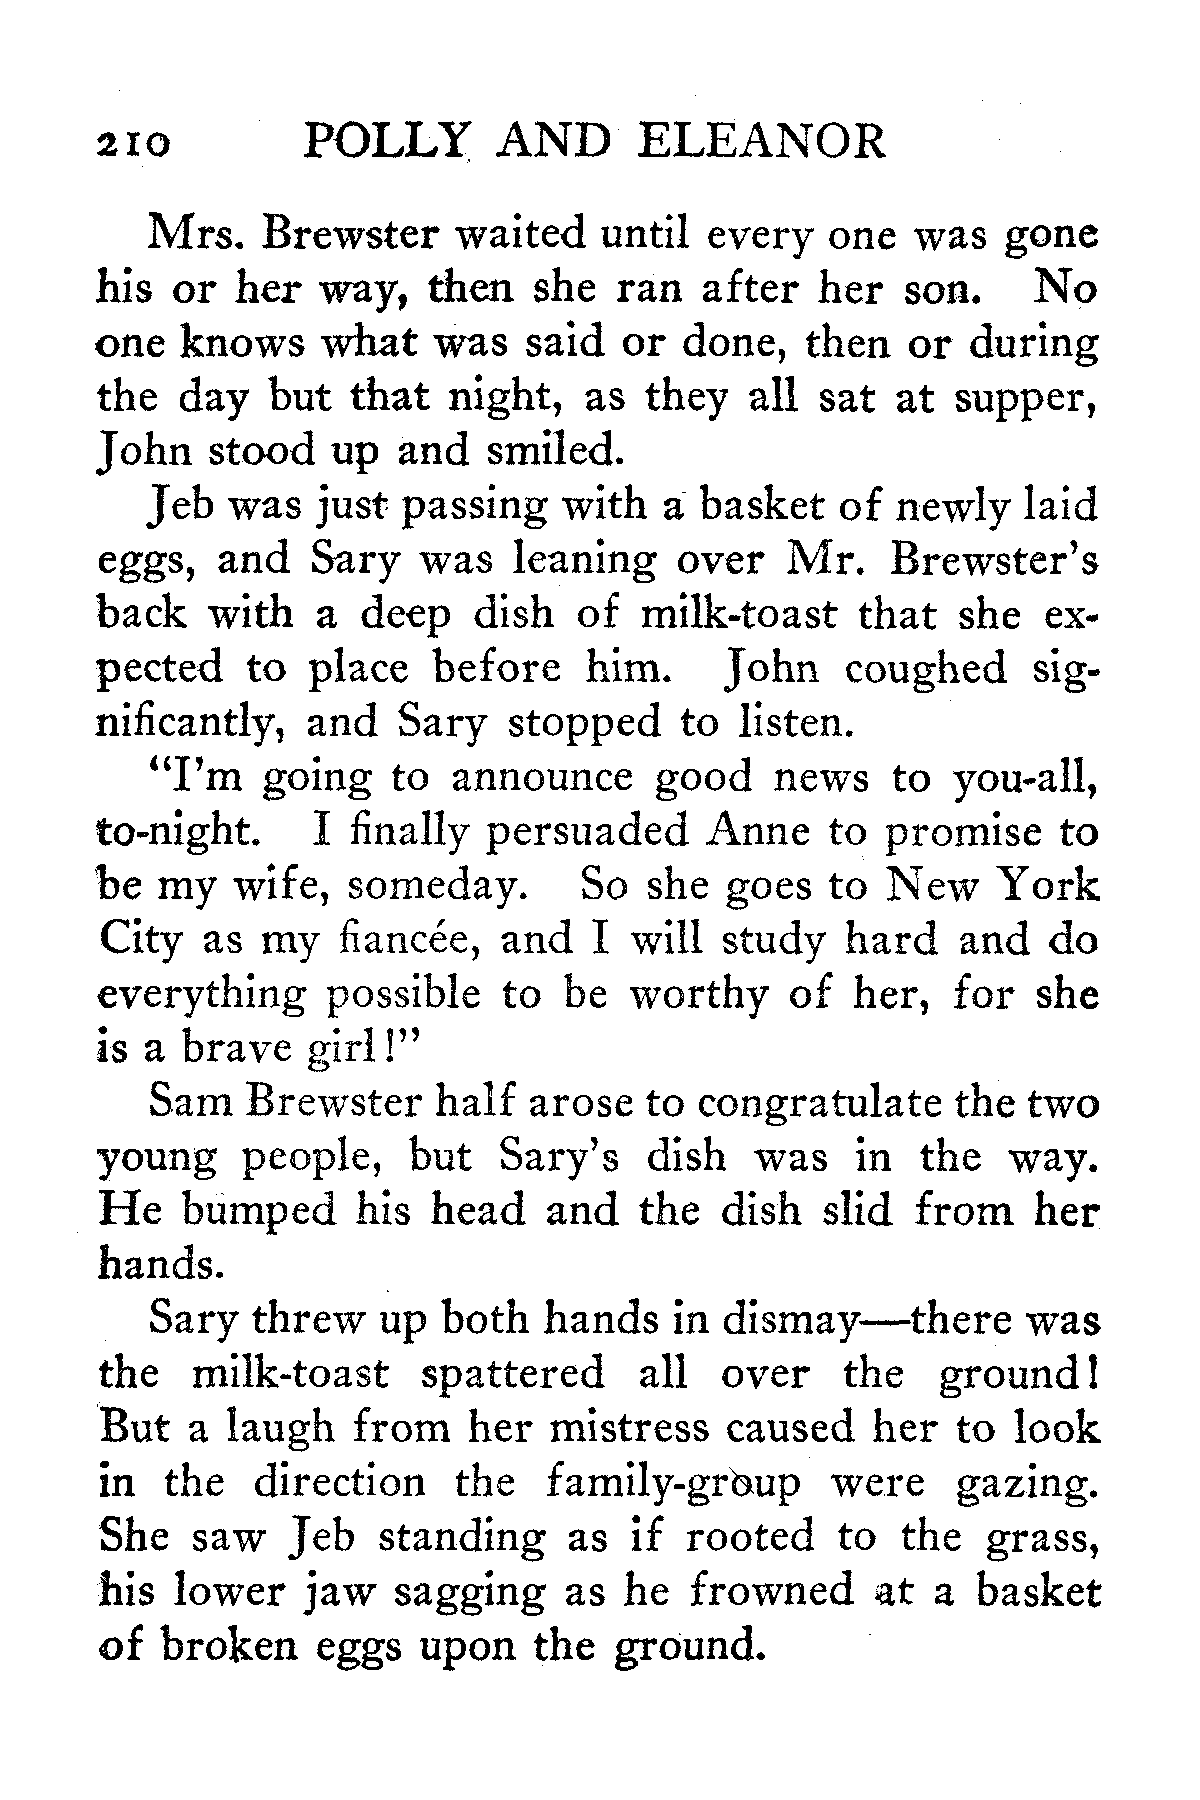 210 POLLY AND ELEANOR
Mrs. Brewster waited until every one was gone
his or her way, then she ran after her son. No
one knows what was said or done, then or during
the day but that night, as they all sat at supper,
John stood up and smiled.
Jeb was just passing with a basket of newly laid
eggs, and Sary was leaning over Mr. Brewster's
back with a deep dish of milk-toast that she ex-
pected to place before him. John coughed sig-
nificantly, and Sary stopped to listen.
"I'm going to announce good news to you-all,
to-night. I finally persuaded Anne to promise to
be my wife, someday. So she goes to New York
City as my fiancée, and I will study hard and do
everything possible to be worthy of her, for she
is a brave girl!"
Sam Brewster half arose to congratulate the two
young people, but Sary's dish was in the way.
He bumped his head and the dish slid from her
hands.
Sary threw up both hands in dismay—there was
the milk-toast spattered all over the ground!
But a laugh from her mistress caused her to look
in the direction the family-group were gazing.
She saw Jeb standing as if rooted to the grass,
his lower jaw sagging as he frowned at a basket
of broken eggs upon the ground.